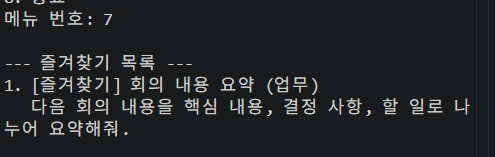 메뉴 번호: 7
--- 즐겨찾기 목록 ---
1. [즐겨찾기] 회의 내용 요약 (업무)
다음 회의 내용을 핵심 내용, 결정 사항, 할 일로 나
누어 요약해줘.